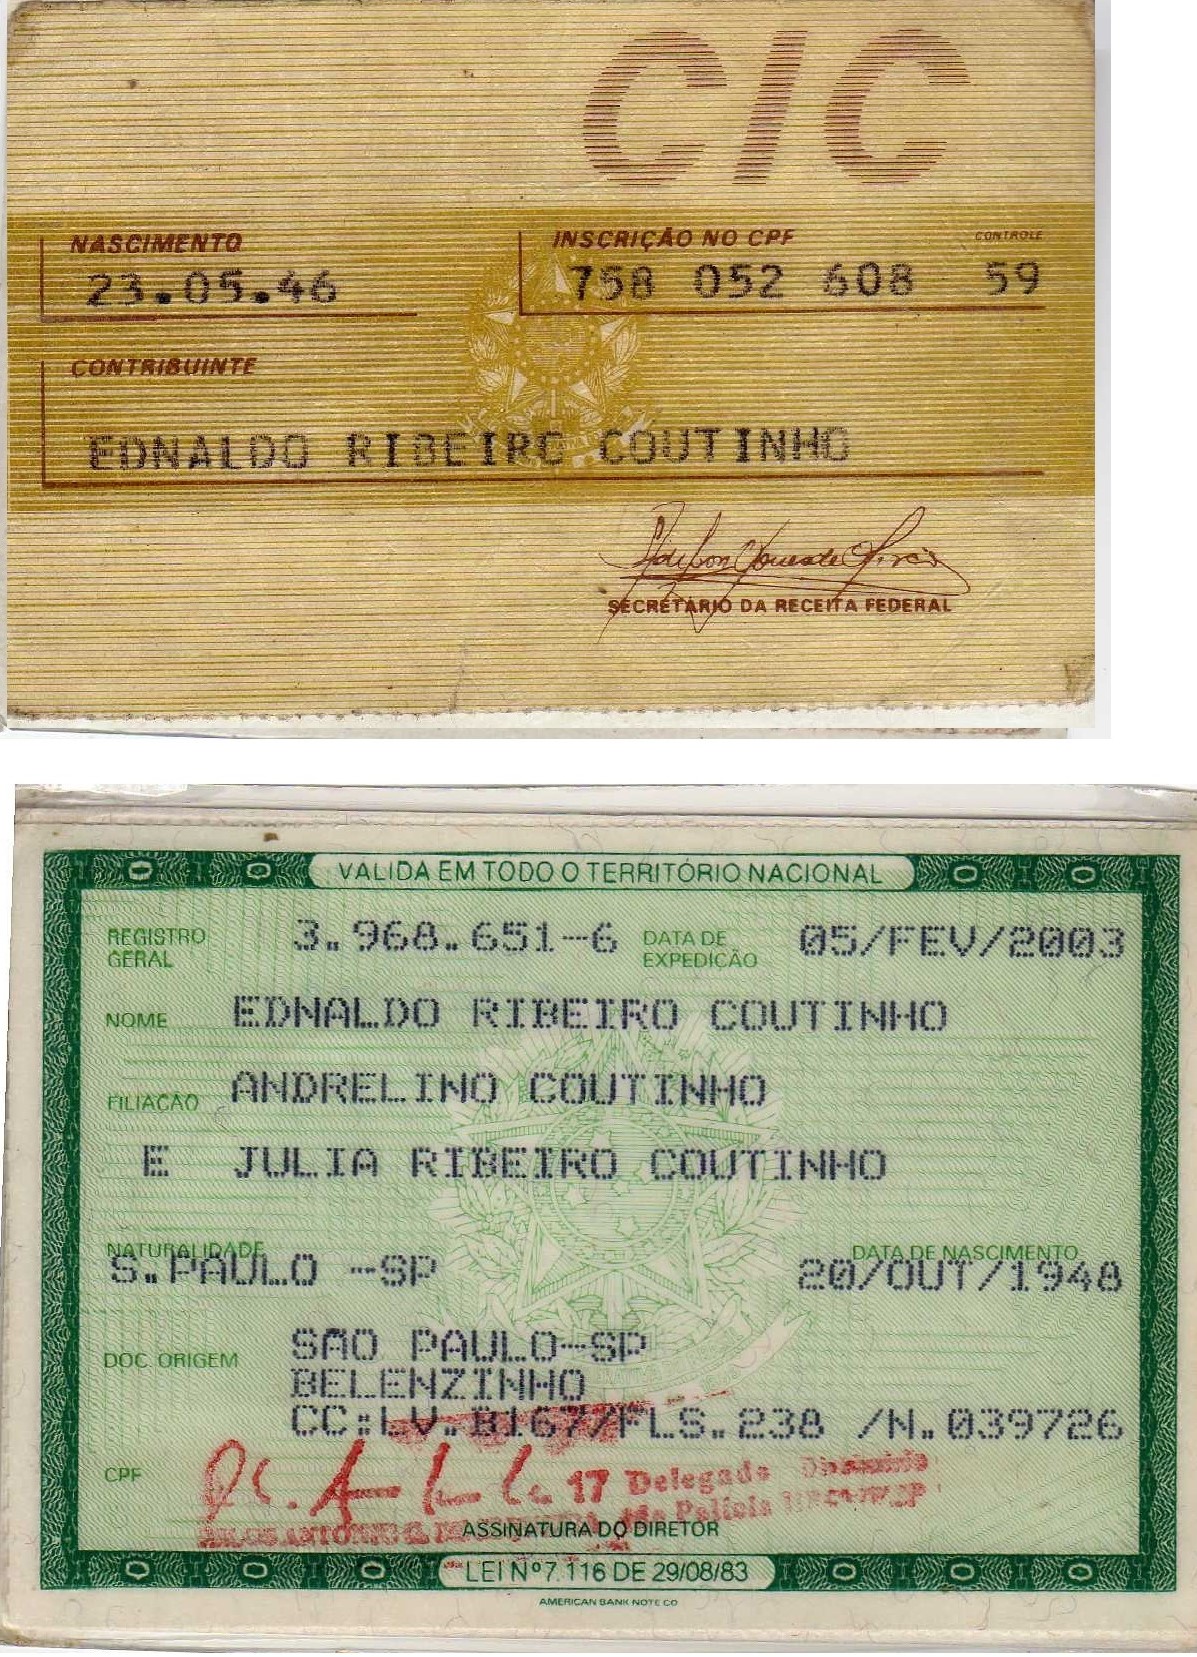 CIC
NASCIMENTO INSCRIÇÃO NO CPF CONTROLE
23.05.46 758 052 608 59
CONTRIBUINTE
EDNALDO RIBEIRO COUTINHO
SECRETÁRIO DA RECEITA FEDERAL
VÁLIDA EM TODO O TERRITÓRIO NACIONAL
REGISTRO GERAL 3.968.651-6 DATA DE EXPEDIÇÃO 05/FEV/2003
NOME EDNALDO RIBEIRO COUTINHO
FILIAÇÃO ANDRELINO COUTINHO
E JULIA RIBEIRO COUTINHO
NATURALIDADE DATA DE NASCIMENTO
S.PAULO -SP 20/OUT/1948
DOC ORIGEM SÃO PAULO-SP
BELENZINHO
CC:LV.B167/FLS.238 /N.039726
CPF
17 Delegado
de Polícia
ASSINATURA DO DIRETOR
LEI Nº 7.116 DE 29/08/83
AMERICAN BANK NOTE CO